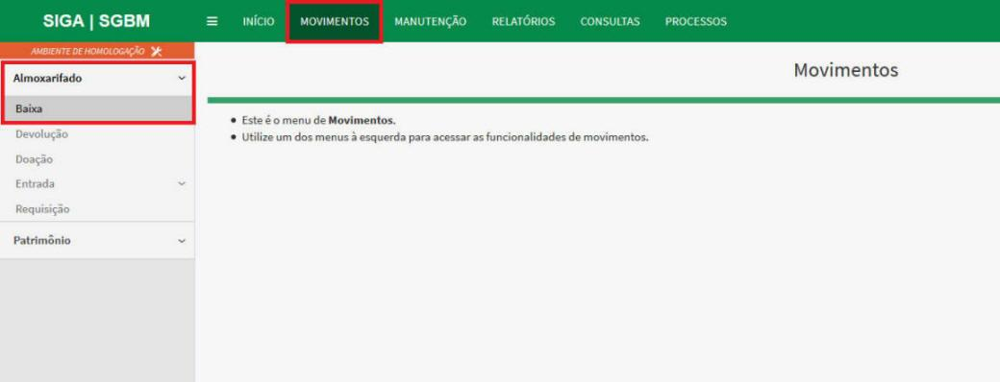 SIGA | SGBM
INÍCIO MOVIMENTOS MANUTENÇÃO RELATÓRIOS CONSULTAS PROCESSOS
AMBIENTE DE HOMOLOGAÇÃO
Almoxarifado
Baixa
Devolução
Doação
Entrada
Requisição
Patrimônio
Movimentos
Este é o menu de Movimentos.
Utilize um dos menus à esquerda para acessar as funcionalidades de movimentos.